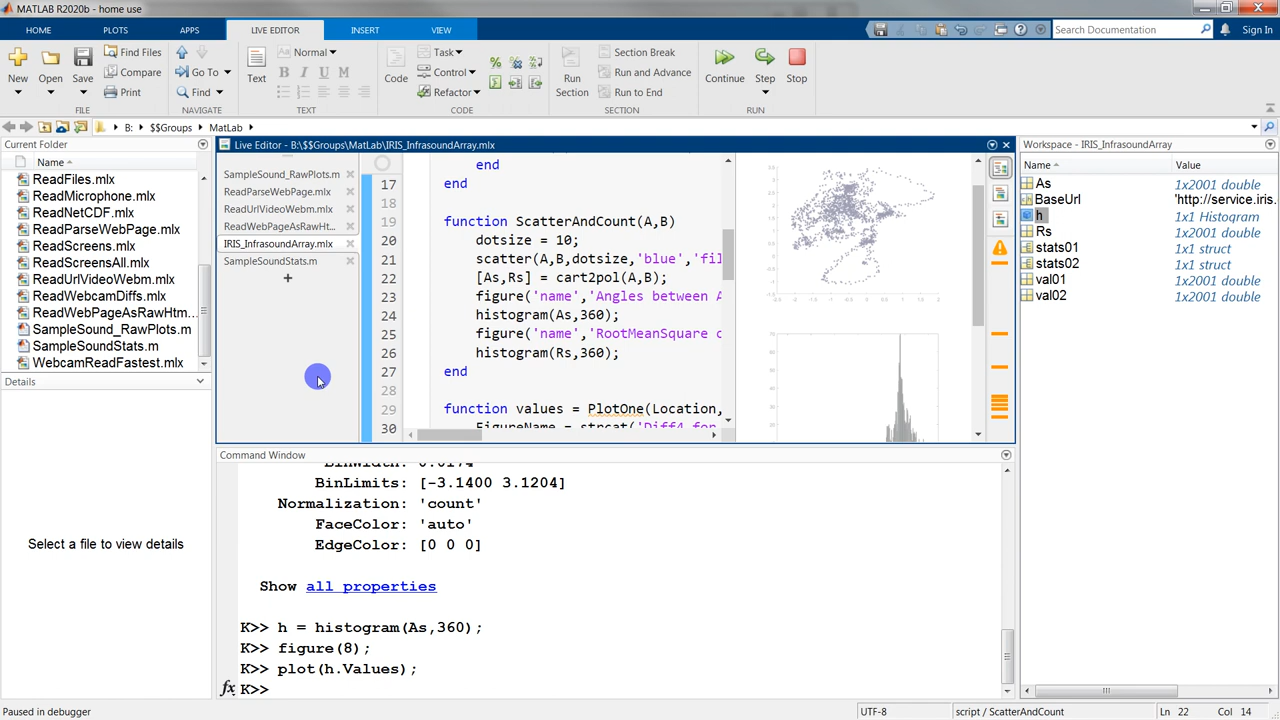 MATLAB R2020b - home use
HOME PLOTS APPS LIVE EDITOR INSERT VIEW
Search Documentation Sign In
New Open Save Find Files Compare Print
Go To Find
Text Normal B I U M
Code Task Control Refactor
Run Section Section Break Run and Advance Run to End
Continue Step Stop
FILE NAVIGATE TEXT CODE SECTION RUN
B: $$Groups MatLab
Current Folder
Name
ReadFiles.mlx
ReadMicrophone.mlx
ReadNetCDF.mlx
ReadParseWebPage.mlx
ReadScreens.mlx
ReadScreensAll.mlx
ReadUrlVideoWebm.mlx
ReadWebcamDiffs.mlx
ReadWebPageAsRawHtm...
SampleSound_RawPlots.m
SampleSoundStats.m
WebcamReadFastest.mlx
Details
Select a file to view details
Live Editor - B:\$$Groups\MatLab\IRIS_InfrasoundArray.mlx
SampleSound_RawPlots.m
ReadParseWebPage.mlx
ReadUrlVideoWebm.mlx
ReadWebPageAsRawHt...
IRIS_InfrasoundArray.mlx
SampleSoundStats.m
+
end
17 end
18
19 function ScatterAndCount(A,B)
20 dotsize = 10;
21 scatter(A,B,dotsize,'blue','fil
22 [As,Rs] = cart2pol(A,B);
23 figure('name','Angles between A
24 histogram(As,360);
25 figure('name','RootMeanSquare o
26 histogram(Rs,360);
27 end
28
29 function values = PlotOne(Location,
30 FigureName = strcat('Diff4 for
Command Window
BinWidth: 0.0174
BinLimits: [-3.1400 3.1204]
Normalization: 'count'
FaceColor: 'auto'
EdgeColor: [0 0 0]
Show all properties
K>> h = histogram(As,360);
K>> figure(8);
K>> plot(h.Values);
fx K>>
Workspace - IRIS_InfrasoundArray
Name Value
As 1x2001 double
BaseUrl 'http://service.iris.
h 1x1 Histogram
Rs 1x2001 double
stats01 1x1 struct
stats02 1x1 struct
val01 1x2001 double
val02 1x2001 double
Paused in debugger UTF-8 script / ScatterAndCount Ln 22 Col 14